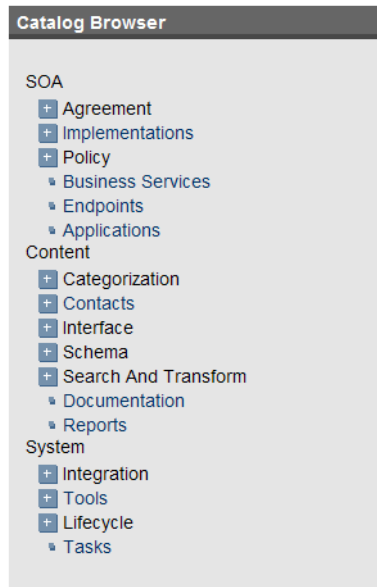 Catalog Browser
SOA
Agreement
Implementations
Policy
Business Services
Endpoints
Applications
Content
Categorization
Contacts
Interface
Schema
Search And Transform
Documentation
Reports
System
Integration
Tools
Lifecycle
Tasks